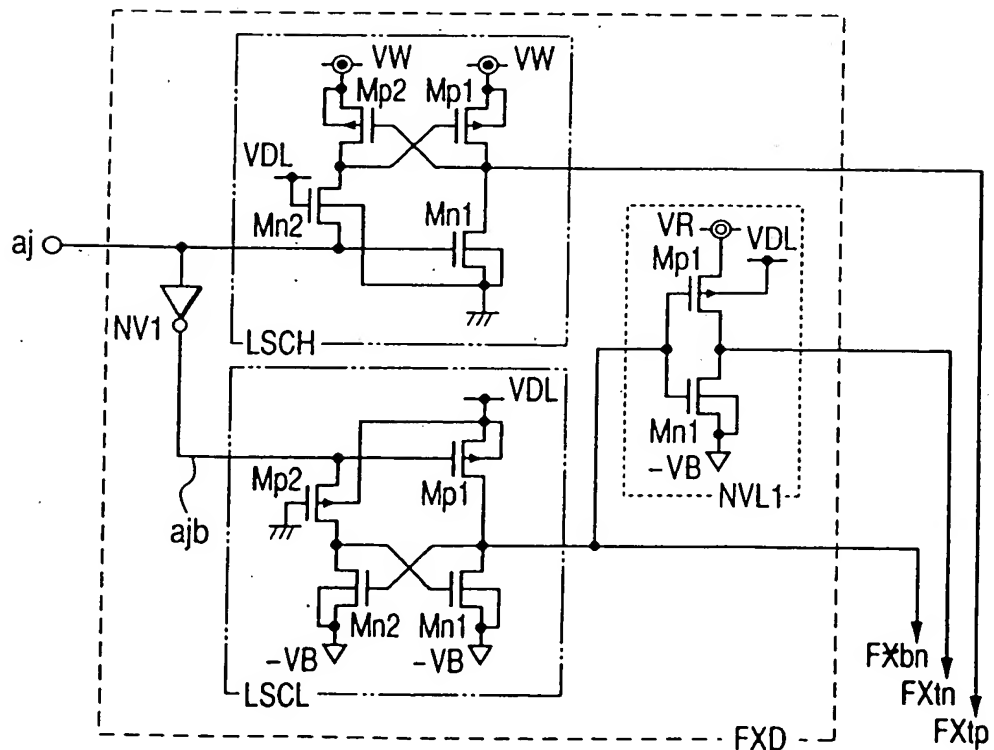 VW
VW
Mp2
Mp1
VDL
Mn2
Mn1
aj
NV1
LSCH
VR
VDL
Mp1
Mn1
-VB
NVL1
VDL
Mp2
Mp1
ajb
Mn2
Mn1
-VB
-VB
LSCL
FXbn
FXtn
FXtp
FXD